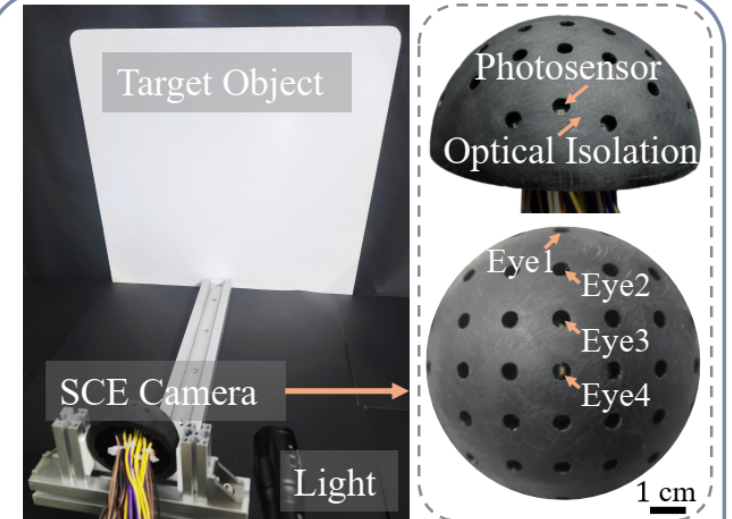 Target Object
SCE Camera
Light
Photosensor
Optical Isolation
Eye1
Eye2
Eye3
Eye4
1 cm